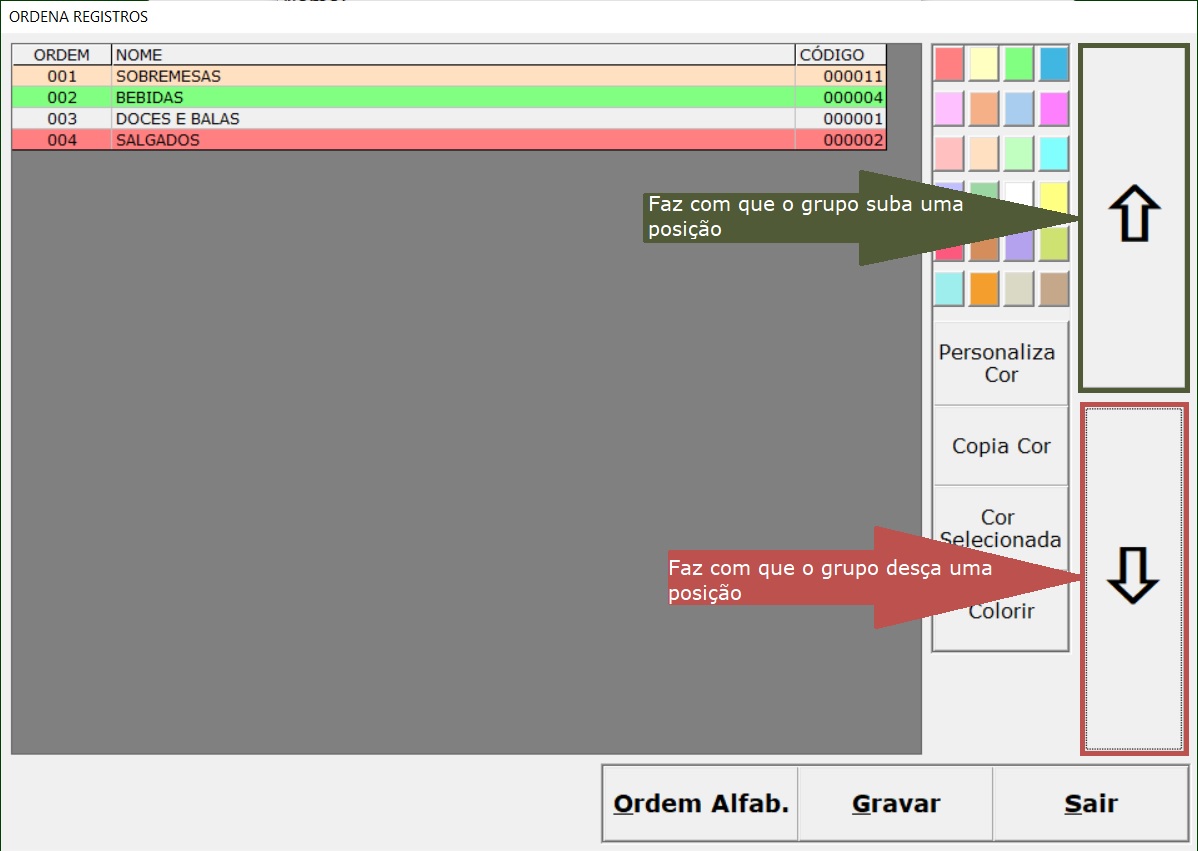 ORDENA REGISTROS
ORDEM NOME CÓDIGO
001 SOBREMESAS 000011
002 BEBIDAS 000004
003 DOCES E BALAS 000001
004 SALGADOS 000002
Faz com que o grupo suba uma
posição
Personaliza
Cor
Copia Cor
Cor
Selecionada
Faz com que o grupo desça uma
posição
Colorir
Ordem Alfab. Gravar Sair